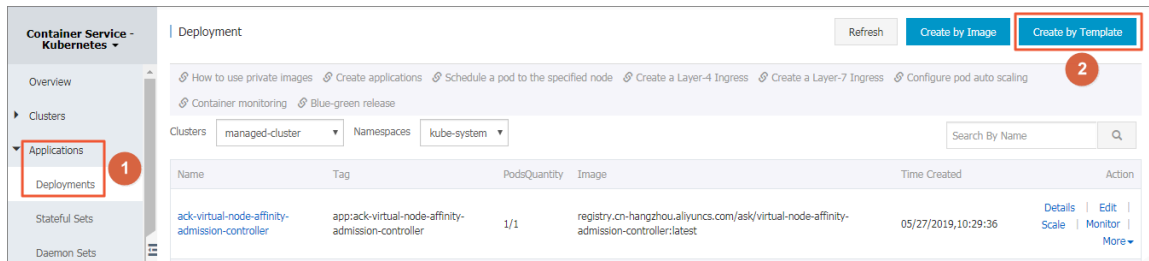 Container Service -
Kubernetes
Deployment
Refresh
Create by Image
Create by Template
2
Overview
Clusters
Applications
1
Deployments
Stateful Sets
Daemon Sets
How to use private images Create applications Schedule a pod to the specified node Create a Layer-4 Ingress Create a Layer-7 Ingress Configure pod auto scaling
Container monitoring Blue-green release
Clusters managed-cluster Namespaces kube-system Search By Name
Name Tag PodsQuantity Image Time Created Action
ack-virtual-node-affinity-
admission-controller
app:ack-virtual-node-affinity-
admission-controller
1/1
registry.cn-hangzhou.aliyuncs.com/ask/virtual-node-affinity-
admission-controller:latest
05/27/2019,10:29:36
Details | Edit |
Scale | Monitor |
More